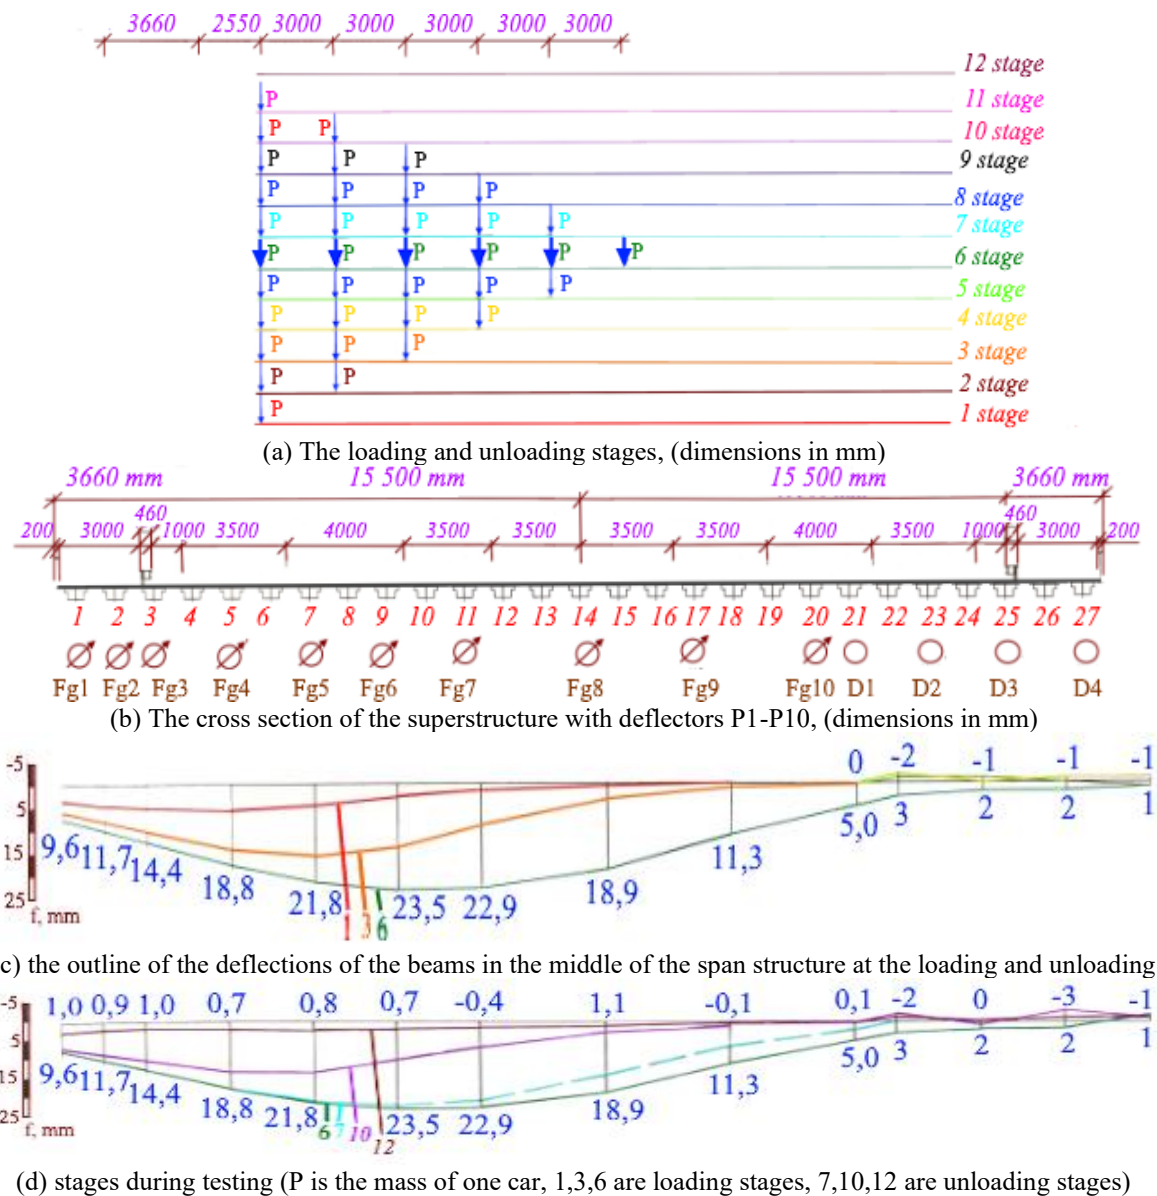 3660 2550 3000 3000 3000 3000 3000
12 stage
P 11 stage
P P 10 stage
P P P 9 stage
P P P P 8 stage
P P P P P 7 stage
P P P P P P 6 stage
P P P P P 5 stage
P P P P 4 stage
P P P 3 stage
P P 2 stage
P 1 stage
(a) The loading and unloading stages, (dimensions in mm)
3660 mm 15 500 mm 15 500 mm 3660 mm
460 460
200 3000 1000 3500 4000 3500 3500 3500 3500 4000 3500 1000 3000 200
1 2 3 4 5 6 7 8 9 10 11 12 13 14 15 16 17 18 19 20 21 22 23 24 25 26 27
Fg1 Fg2 Fg3 Fg4 Fg5 Fg6 Fg7 Fg8 Fg9 Fg10 D1 D2 D3 D4
(b) The cross section of the superstructure with deflectors P1-P10, (dimensions in mm)
-5 0 -2 -1 -1 -1
5 5,0 3 2 2 1
15 9,6 11,7 14,4 11,3
25 18,8 21,8 23,5 22,9 18,9
f, mm 1 3 6
c) the outline of the deflections of the beams in the middle of the span structure at the loading and unloading
-5 1,0 0,9 1,0 0,7 0,8 0,7 -0,4 1,1 -0,1 0,1 -2 0 -3 -1
5 5,0 3 2 2 1
15 9,6 11,7 14,4 11,3
25 18,8 21,8 23,5 22,9 18,9
f, mm 6 7 10 12
(d) stages during testing (P is the mass of one car, 1,3,6 are loading stages, 7,10,12 are unloading stages)